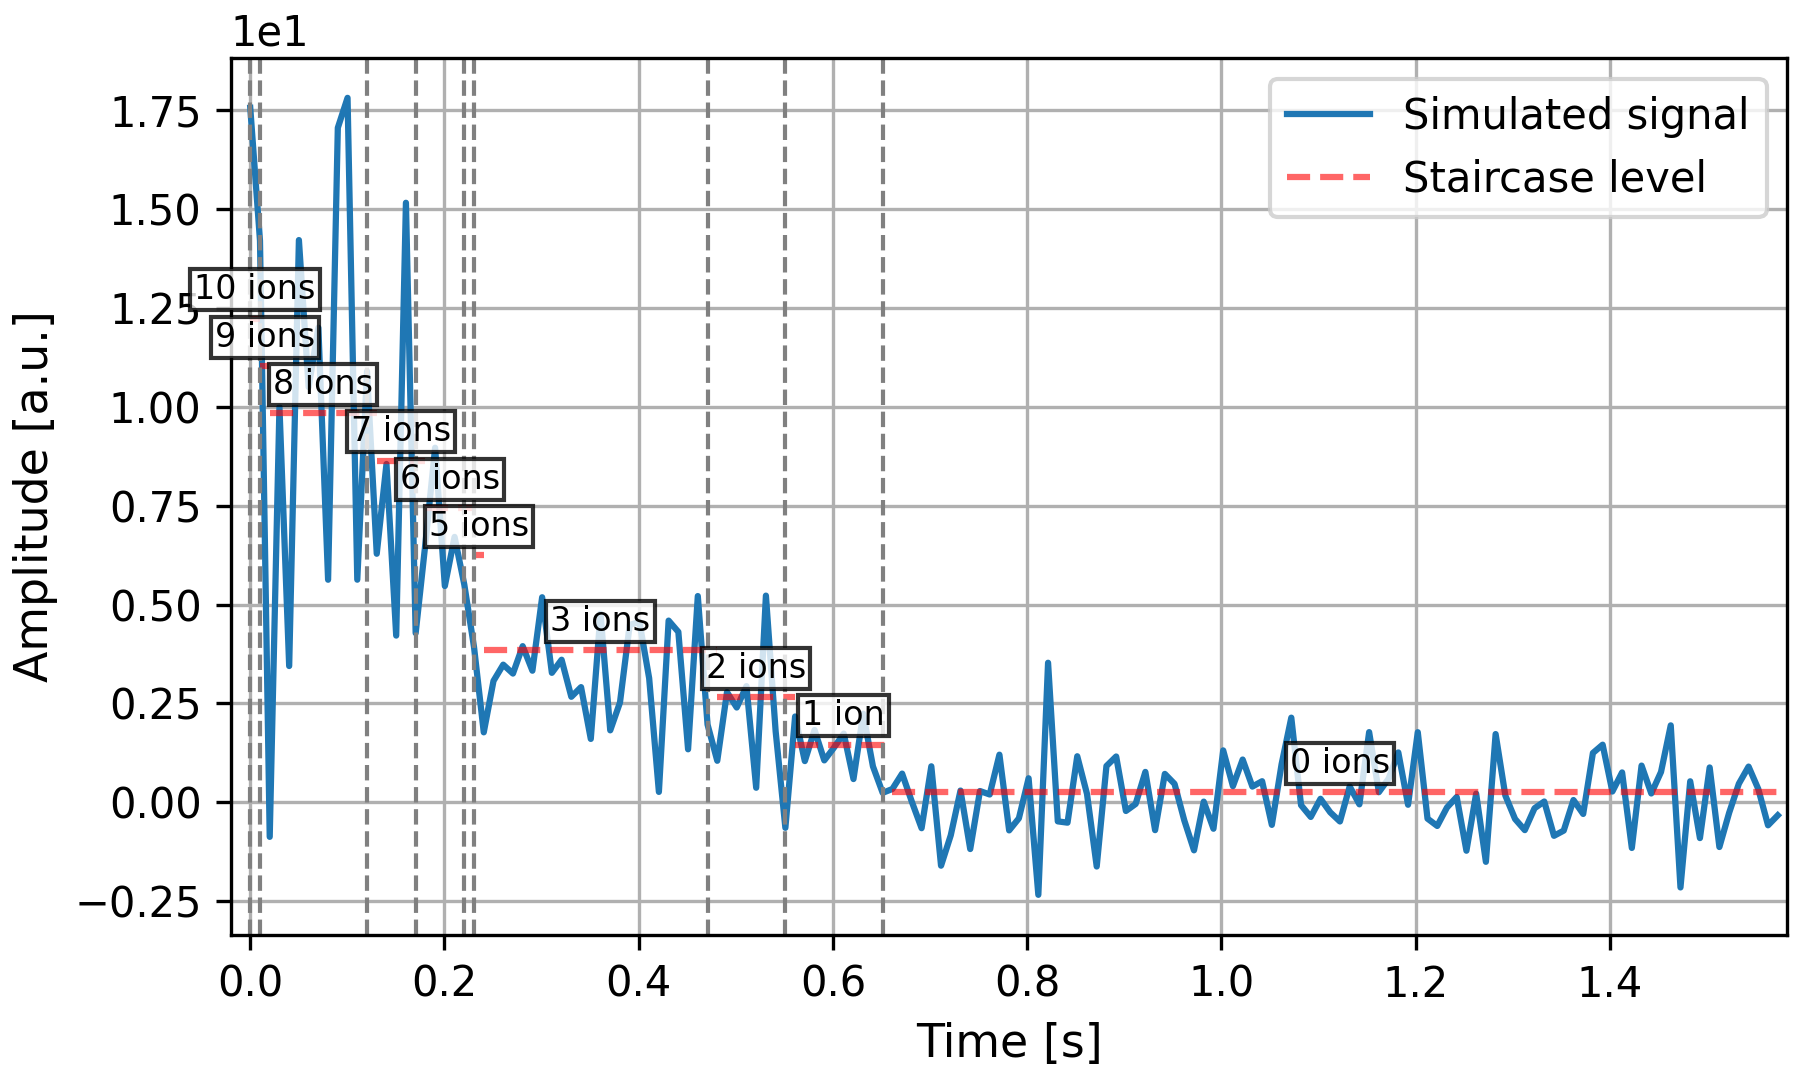 1e1
1.75
1.50
1.25
1.00
0.75
0.50
0.25
0.00
−0.25
Amplitude [a.u.]
Simulated signal
Staircase level
10 ions
9 ions
8 ions
7 ions
6 ions
5 ions
3 ions
2 ions
1 ion
0 ions
0.0
0.2
0.4
0.6
0.8
1.0
1.2
1.4
Time [s]